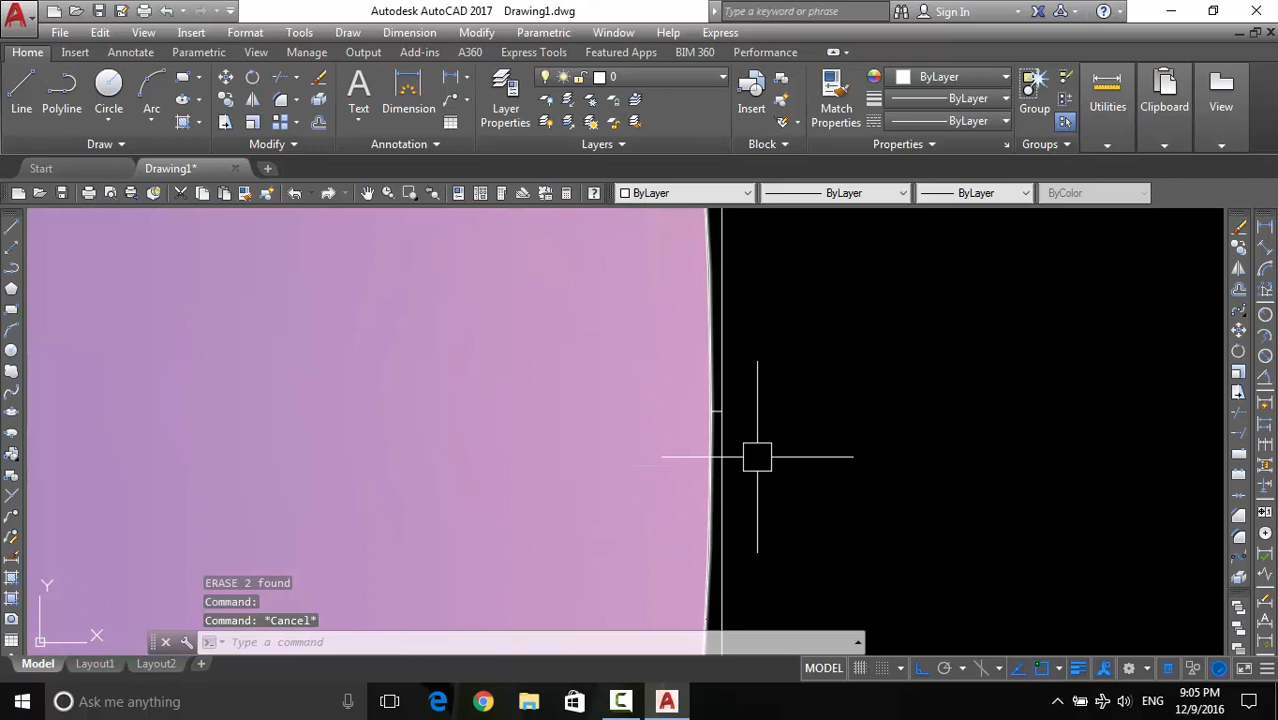 Autodesk AutoCAD 2017 Drawing1.dwg
Type a keyword or phrase
Sign In
File Edit View Insert Format Tools Draw Dimension Modify Parametric Window Help Express
Home Insert Annotate Parametric View Manage Output Add-ins A360 Express Tools Featured Apps BIM 360 Performance
0
ByLayer
ByLayer
ByLayer
Line Polyline Circle Arc Text Dimension Layer Properties Insert Match Properties Group Utilities Clipboard View
Draw Modify Annotation Layers Block Properties Groups
Start Drawing1*
ByLayer ByLayer ByLayer ByColor
Y
X
ERASE 2 found
Command:
Command: *Cancel*
Type a command
Model Layout1 Layout2
MODEL
Ask me anything
ENG
9:05 PM
12/9/2016